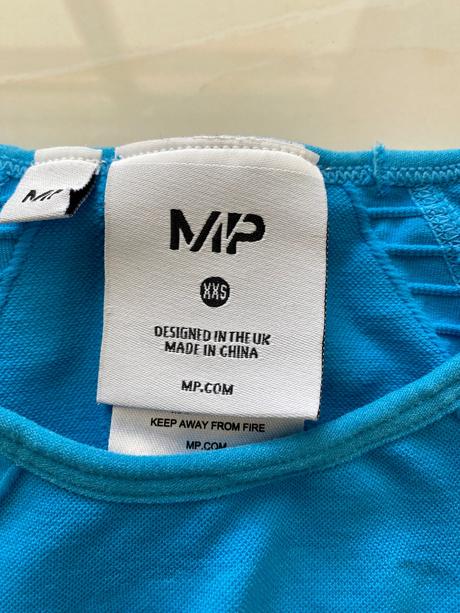 MP
MP
XXS
DESIGNED IN THE UK
MADE IN CHINA
MP.COM
KEEP AWAY FROM FIRE
MP.COM